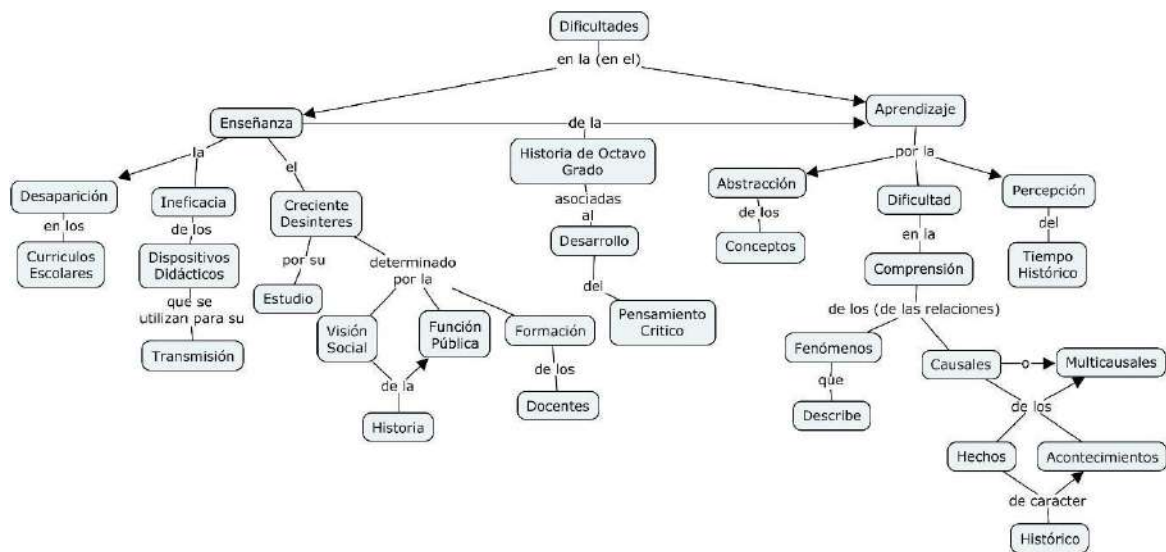 Dificultades
en la (en el)
Enseñanza
Aprendizaje
de la
la
el
Historia de Octavo
Grado
por la
Desaparición
Ineficacia
Creciente
Desinteres
asociadas
al
Abstracción
Dificultad
Percepción
en los
de los
Desarrollo
de los
en la
del
Curriculos
Escolares
Dispositivos
Didácticos
por su
determinado
por la
Conceptos
Comprensión
Tiempo
Histórico
que se
utilizan para su
Estudio
del
de los (de las relaciones)
Transmisión
Visión
Social
Función
Pública
Formación
Pensamiento
Critico
Fenómenos
Causales
o
Multicausales
de la
de los
que
de los
Historia
Docentes
Describe
Hechos
Acontecimientos
de caracter
Histórico